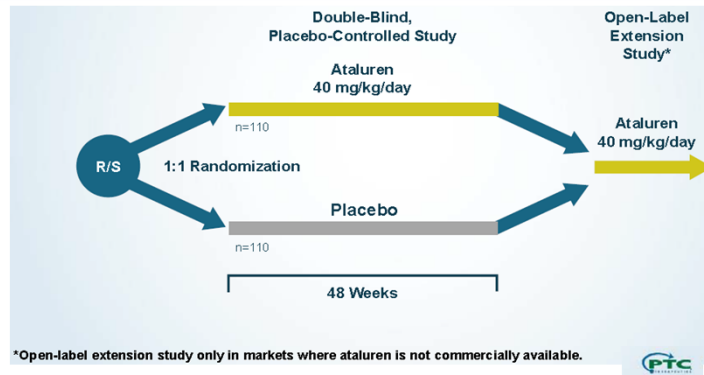 Double-Blind,
Placebo-Controlled Study
Open-Label
Extension
Study*
Ataluren
40 mg/kg/day
n=110
Ataluren
40 mg/kg/day
R/S
1:1 Randomization
Placebo
n=110
48 Weeks
*Open-label extension study only in markets where ataluren is not commercially available.
PTC